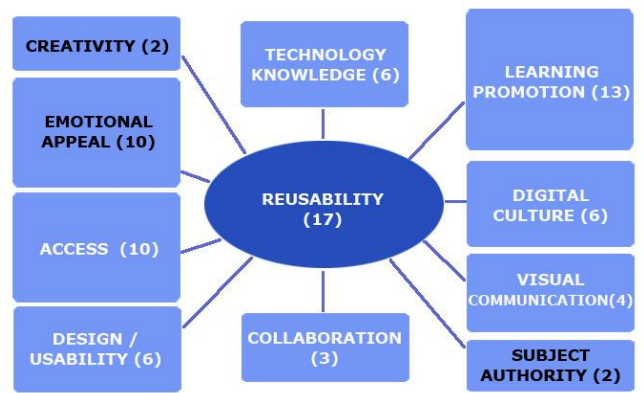 CREATIVITY (2)
TECHNOLOGY
KNOWLEDGE (6)
LEARNING
PROMOTION (13)
EMOTIONAL
APPEAL (10)
REUSABILITY
(17)
DIGITAL
CULTURE (6)
ACCESS (10)
VISUAL
COMMUNICATION(4)
DESIGN /
USABILITY (6)
COLLABORATION
(3)
SUBJECT
AUTHORITY (2)